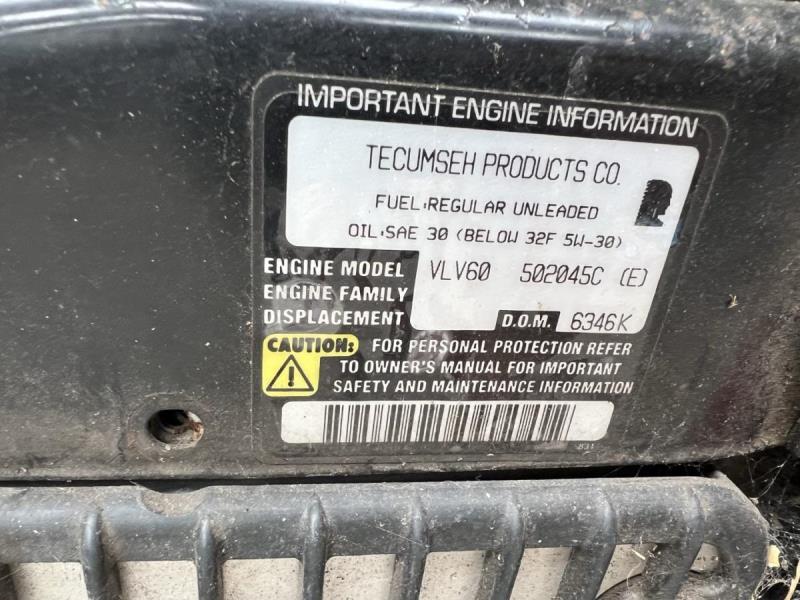 IMPORTANT ENGINE INFORMATION
TECUMSEH PRODUCTS CO.
FUEL:REGULAR UNLEADED
OIL:SAE 30 (BELOW 32F 5W-30)
ENGINE MODEL VLV60 502045C (E)
ENGINE FAMILY
DISPLACEMENT D.O.M. 6346K
CAUTION: FOR PERSONAL PROTECTION REFER
TO OWNER'S MANUAL FOR IMPORTANT
SAFETY AND MAINTENANCE INFORMATION
831